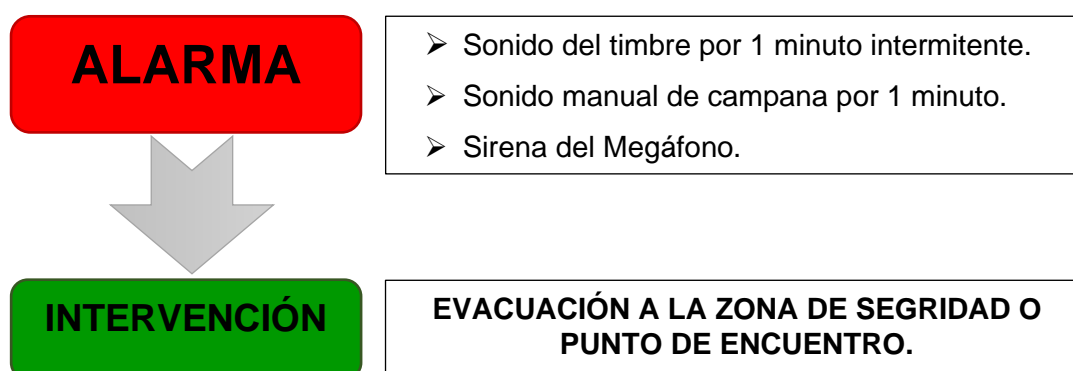 ALARMA
➢ Sonido del timbre por 1 minuto intermitente.
➢ Sonido manual de campana por 1 minuto.
➢ Sirena del Megáfono.
INTERVENCIÓN
EVACUACIÓN A LA ZONA DE SEGRIDAD O
PUNTO DE ENCUENTRO.